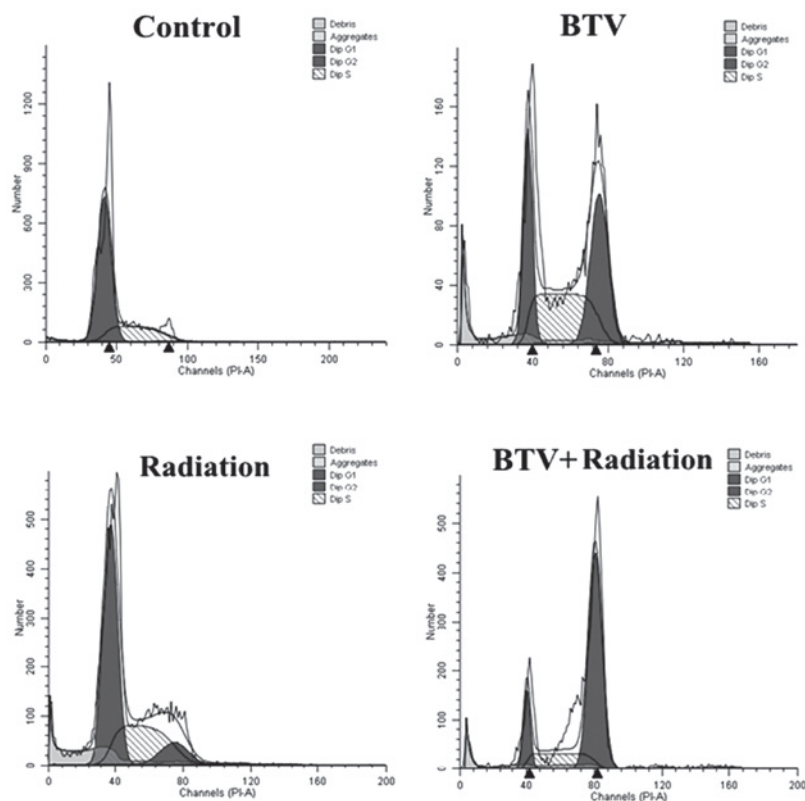 Control
Debris
Aggregates
Dip G1
Dip G2
Dip S
Number
1200
900
600
300
0
0 50 100 150 200
Channels (PI-A)
BTV
Debris
Aggregates
Dip G1
Dip G2
Dip S
Number
160
120
80
40
0
0 40 80 120 160
Channels (PI-A)
Radiation
Debris
Aggregates
Dip G1
Dip G2
Dip S
Number
500
400
300
200
100
0
0 40 80 120 160 200
Channels (PI-A)
BTV+Radiation
Debris
Aggregates
Dip G1
Dip G2
Dip S
Number
500
400
300
200
100
0
0 40 80 120 160 200
Channels (PI-A)